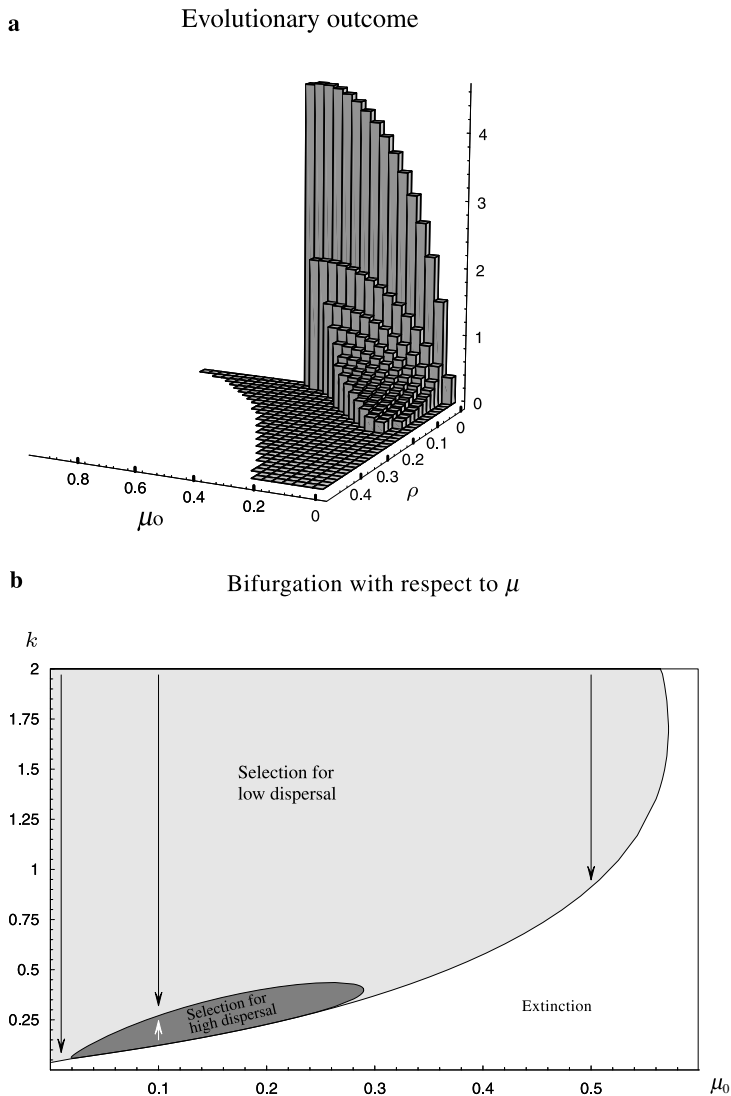 a
Evolutionary outcome
4
3
2
1
0
0
0.1
0.2
0.3
0.4
ρ
0.8
0.6
0.4
0.2
0
μo
b
Bifurgation with respect to μ
k
2
1.75
1.5
1.25
1
0.75
0.5
0.25
Selection for
low dispersal
Selection for
high dispersal
Extinction
0.1
0.2
0.3
0.4
0.5
μ₀